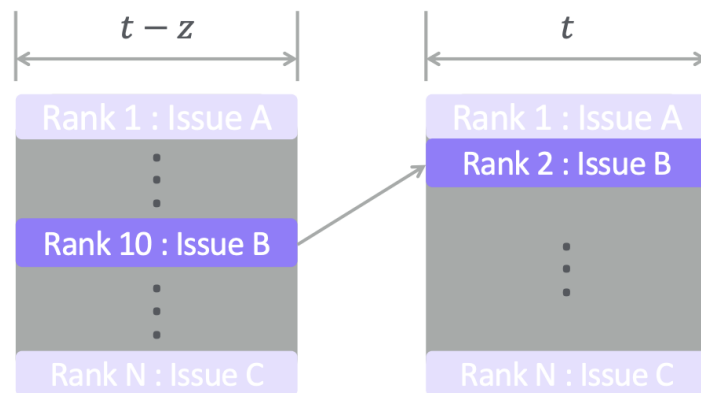 t − z
Rank 1 : Issue A
Rank 10 : Issue B
Rank N : Issue C
t
Rank 1 : Issue A
Rank 2 : Issue B
Rank N : Issue C